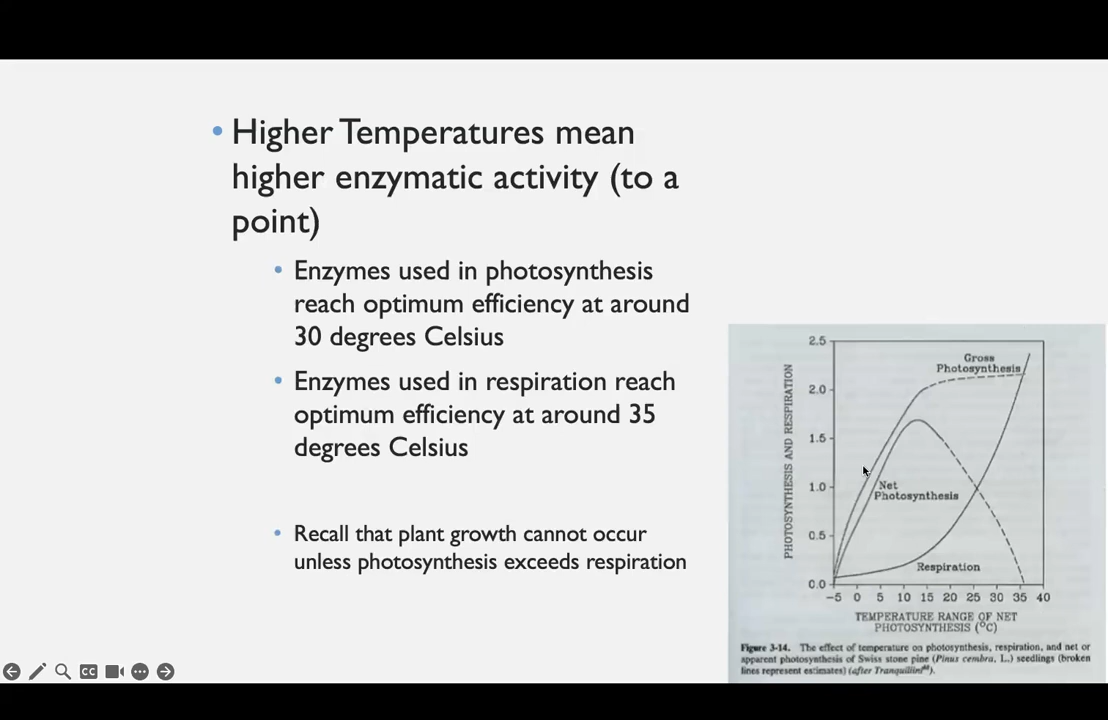 • Higher Temperatures mean
higher enzymatic activity (to a
point)
• Enzymes used in photosynthesis
reach optimum efficiency at around
30 degrees Celsius
• Enzymes used in respiration reach
optimum efficiency at around 35
degrees Celsius
• Recall that plant growth cannot occur
unless photosynthesis exceeds respiration
PHOTOSYNTHESIS AND RESPIRATION
2.5
2.0
1.5
1.0
0.5
0.0
Gross
Photosynthesis
Net
Photosynthesis
Respiration
-5 0 5 10 15 20 25 30 35 40
TEMPERATURE RANGE OF NET
PHOTOSYNTHESIS (°C)
Figure 3-14. The effect of temperature on photosynthesis, respiration, and net or
apparent photosynthesis of Swiss stone pine (Pinus cembra, L.) seedlings (broken
lines represent estimates) (after Tranquillini).
CC